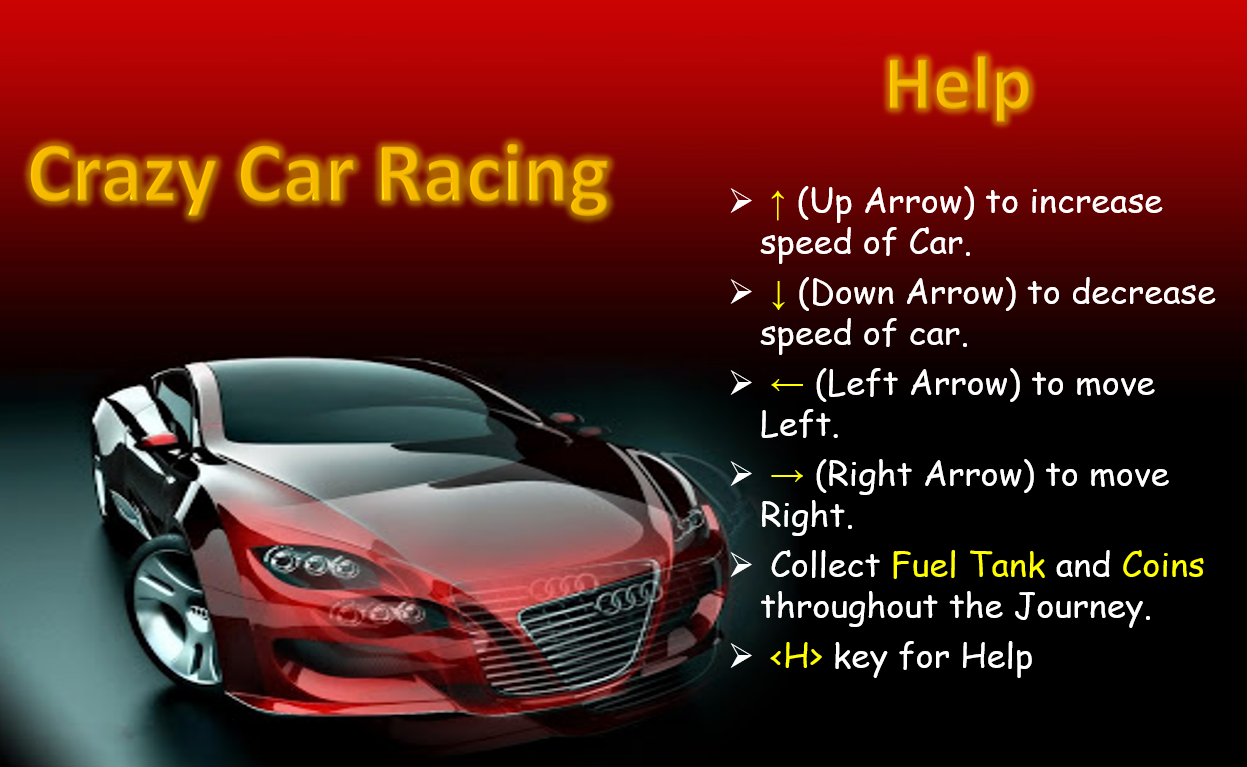 Crazy Car Racing
Help
➢ ↑ (Up Arrow) to increase
speed of Car.
➢ ↓ (Down Arrow) to decrease
speed of car.
➢ ← (Left Arrow) to move
Left.
➢ → (Right Arrow) to move
Right.
➢ Collect Fuel Tank and Coins
throughout the Journey.
➢ <H> key for Help